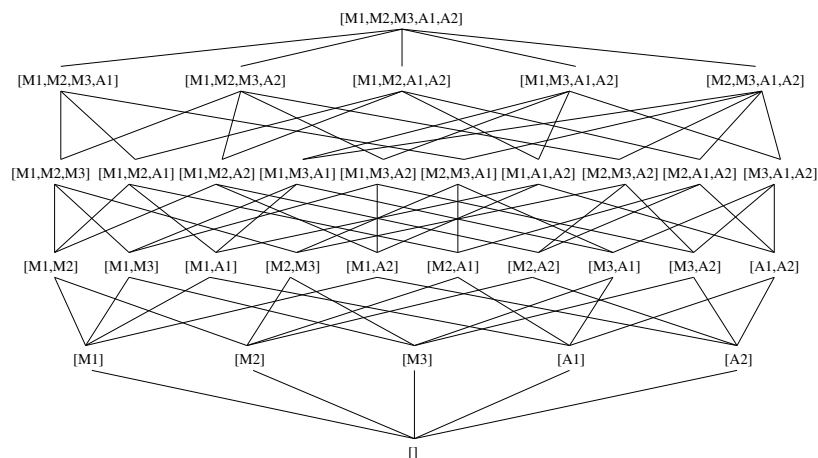 [M1,M2,M3,A1,A2]
[M1,M2,M3,A1] [M1,M2,M3,A2] [M1,M2,A1,A2] [M1,M3,A1,A2] [M2,M3,A1,A2]
[M1,M2,M3] [M1,M2,A1] [M1,M2,A2] [M1,M3,A1] [M1,M3,A2] [M2,M3,A1] [M1,A1,A2] [M2,M3,A2] [M2,A1,A2] [M3,A1,A2]
[M1,M2] [M1,M3] [M1,A1] [M2,M3] [M1,A2] [M2,A1] [M2,A2] [M3,A1] [M3,A2] [A1,A2]
[M1] [M2] [M3] [A1] [A2]
[]